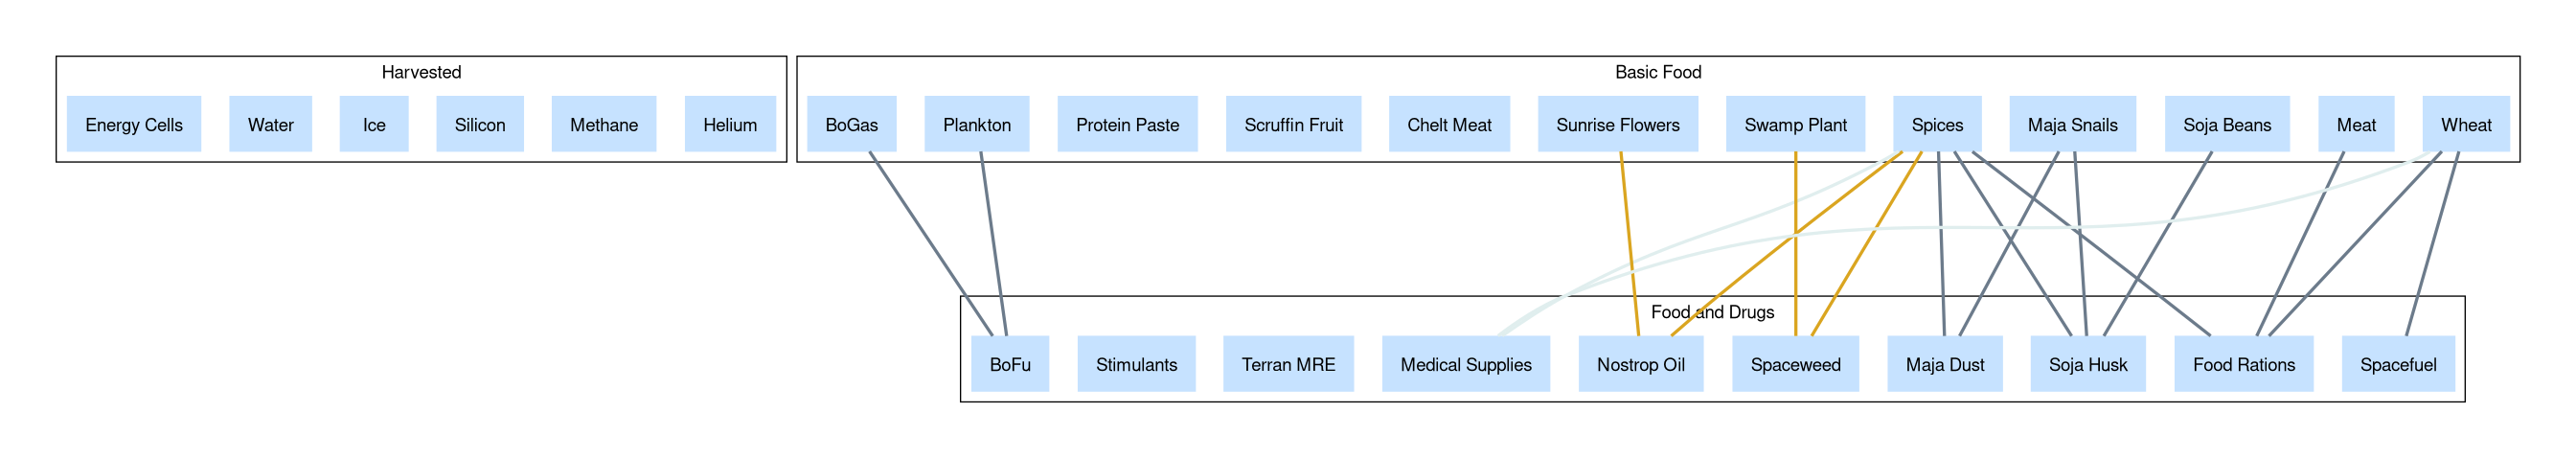 Harvested
Energy Cells
Water
Ice
Silicon
Methane
Helium
Basic Food
BoGas
Plankton
Protein Paste
Scruffin Fruit
Chelt Meat
Sunrise Flowers
Swamp Plant
Spices
Maja Snails
Soja Beans
Meat
Wheat
Food and Drugs
BoFu
Stimulants
Terran MRE
Medical Supplies
Nostrop Oil
Spaceweed
Maja Dust
Soja Husk
Food Rations
Spacefuel